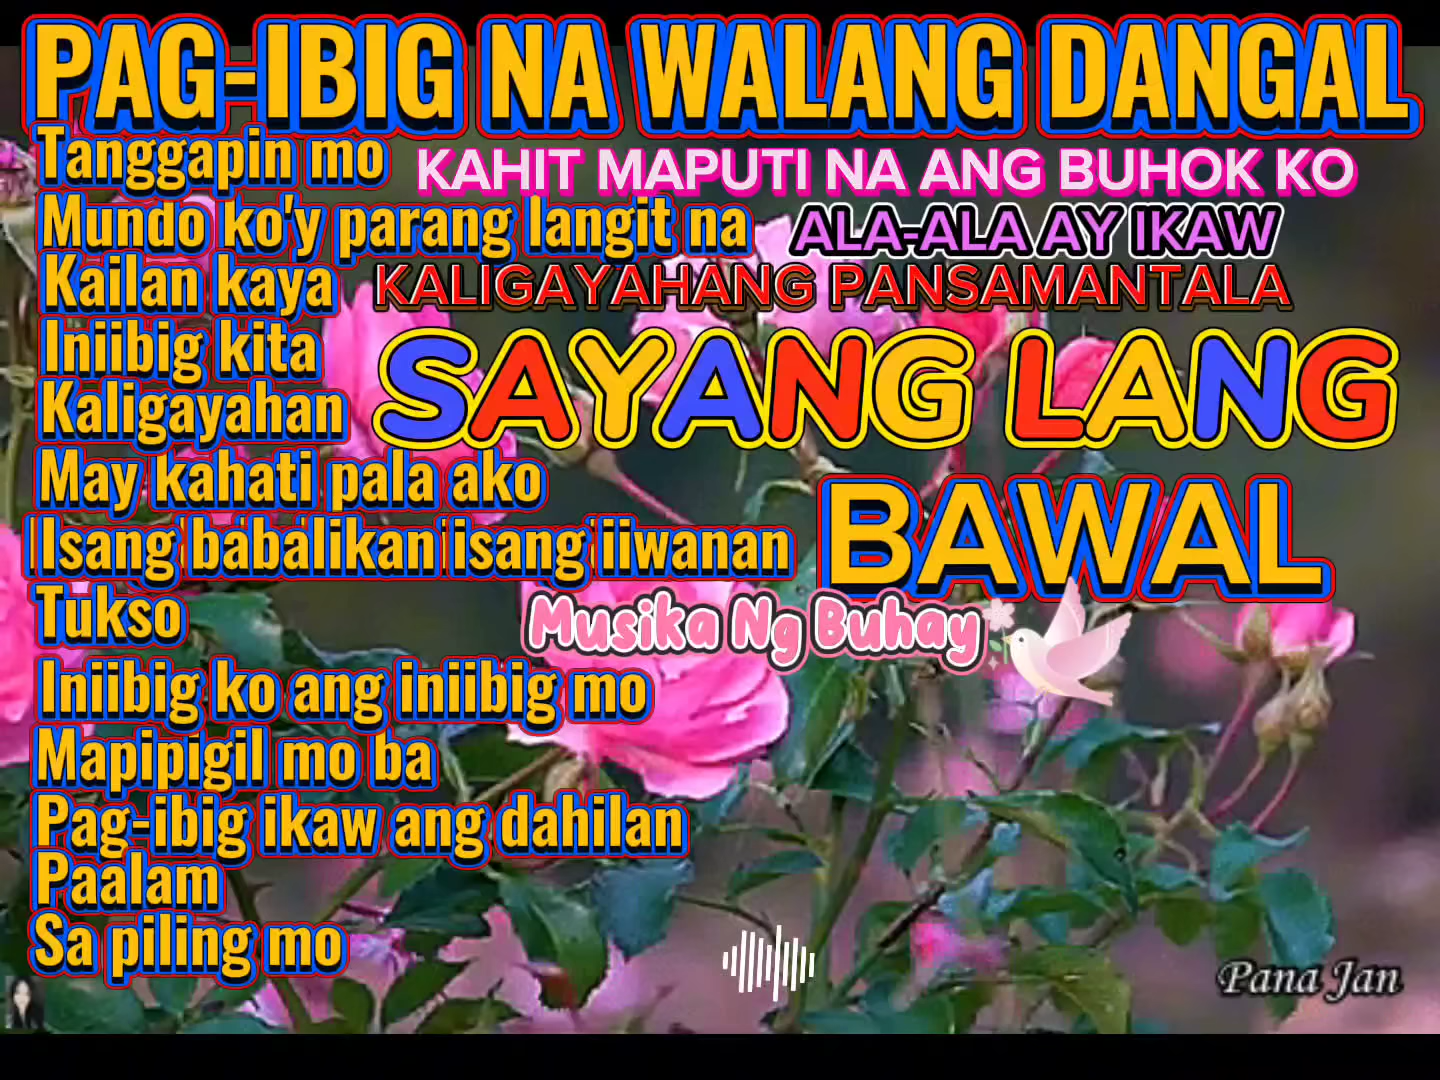 PAG-IBIG NA WALANG DANGAL
Tanggapin mo
KAHIT MAPUTI NA ANG BUHOK KO
Mundo ko'y parang langit na
ALA-ALA AY IKAW
Kailan kaya
KALIGAYAHANG PANSAMANTALA
Iniibig kita
SAYANG LANG
Kaligayahan
May kahati pala ako
BAWAL
Isang babalikan isang iiwanan
Tukso
Musika Ng Buhay
Iniibig ko ang iniibig mo
Mapipigil mo ba
Pag-ibig ikaw ang dahilan
Paalam
Sa piling mo
Pana Jan